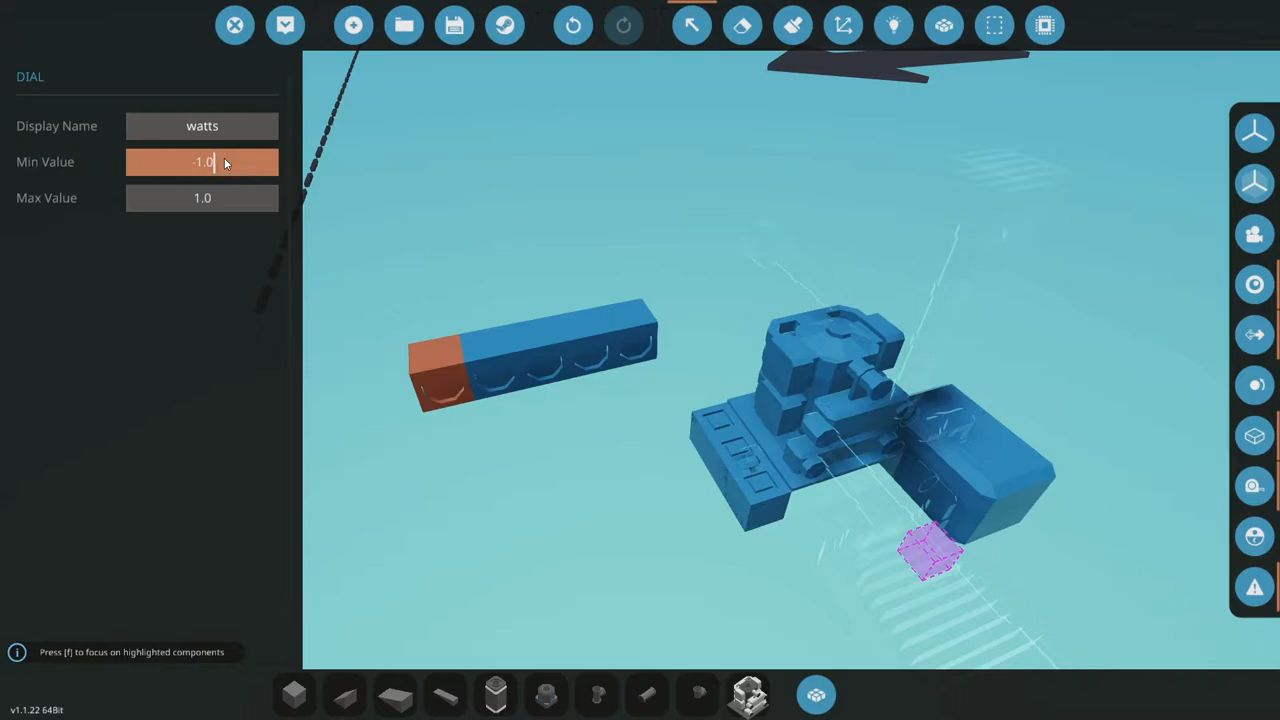 DIAL
Display Name watts
Min Value -1.0
Max Value 1.0
Press [f] to focus on highlighted components
v1.1.22 64Bit